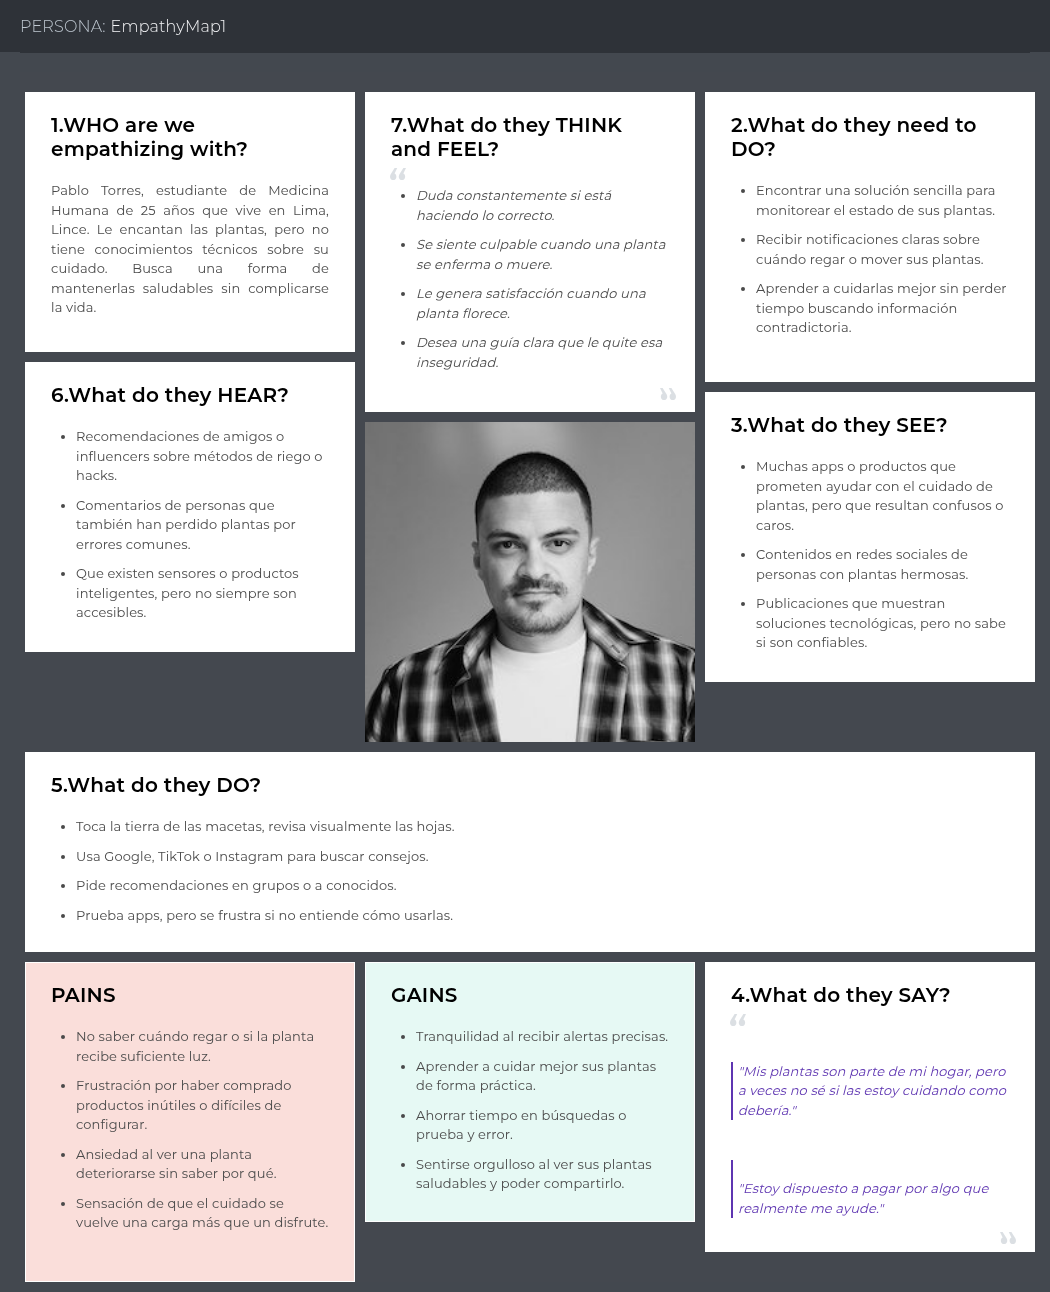 PERSONA: EmpathyMap1
1.WHO are we
empathizing with?
Pablo Torres, estudiante de Medicina
Humana de 25 años que vive en Lima,
Lince. Le encantan las plantas, pero no
tiene conocimientos técnicos sobre su
cuidado. Busca una forma de
mantenerlas saludables sin complicarse
la vida.
7.What do they THINK
and FEEL?
“
• Duda constantemente si está
haciendo lo correcto.
• Se siente culpable cuando una planta
se enferma o muere.
• Le genera satisfacción cuando una
planta florece.
• Desea una guía clara que le quite esa
inseguridad.
”
2.What do they need to
DO?
• Encontrar una solución sencilla para
monitorear el estado de sus plantas.
• Recibir notificaciones claras sobre
cuándo regar o mover sus plantas.
• Aprender a cuidarlas mejor sin perder
tiempo buscando información
contradictoria.
6.What do they HEAR?
• Recomendaciones de amigos o
influencers sobre métodos de riego o
hacks.
• Comentarios de personas que
también han perdido plantas por
errores comunes.
• Que existen sensores o productos
inteligentes, pero no siempre son
accesibles.
3.What do they SEE?
• Muchas apps o productos que
prometen ayudar con el cuidado de
plantas, pero que resultan confusos o
caros.
• Contenidos en redes sociales de
personas con plantas hermosas.
• Publicaciones que muestran
soluciones tecnológicas, pero no sabe
si son confiables.
5.What do they DO?
• Toca la tierra de las macetas, revisa visualmente las hojas.
• Usa Google, TikTok o Instagram para buscar consejos.
• Pide recomendaciones en grupos o a conocidos.
• Prueba apps, pero se frustra si no entiende cómo usarlas.
PAINS
• No saber cuándo regar o si la planta
recibe suficiente luz.
• Frustración por haber comprado
productos inútiles o difíciles de
configurar.
• Ansiedad al ver una planta
deteriorarse sin saber por qué.
• Sensación de que el cuidado se
vuelve una carga más que un disfrute.
GAINS
• Tranquilidad al recibir alertas precisas.
• Aprender a cuidar mejor sus plantas
de forma práctica.
• Ahorrar tiempo en búsquedas o
prueba y error.
• Sentirse orgulloso al ver sus plantas
saludables y poder compartirlo.
4.What do they SAY?
“
"Mis plantas son parte de mi hogar, pero
a veces no sé si las estoy cuidando como
debería."
"Estoy dispuesto a pagar por algo que
realmente me ayude."
”